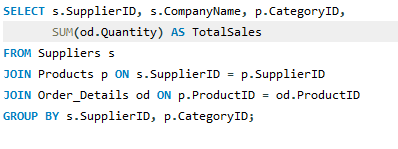 SELECT s.SupplierID, s.CompanyName, p.CategoryID,
SUM(od.Quantity) AS TotalSales
FROM Suppliers s
JOIN Products p ON s.SupplierID = p.SupplierID
JOIN Order_Details od ON p.ProductID = od.ProductID
GROUP BY s.SupplierID, p.CategoryID;